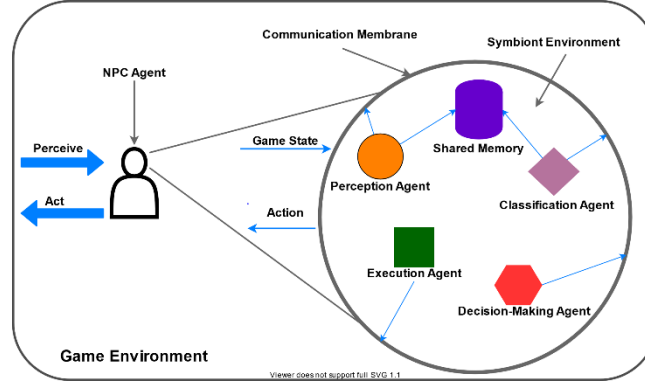 Communication Membrane
Symbiont Environment
NPC Agent
Perceive
Game State
Shared Memory
Perception Agent
Act
Action
Classification Agent
Execution Agent
Decision-Making Agent
Game Environment
Viewer does not support full SVG 1.1